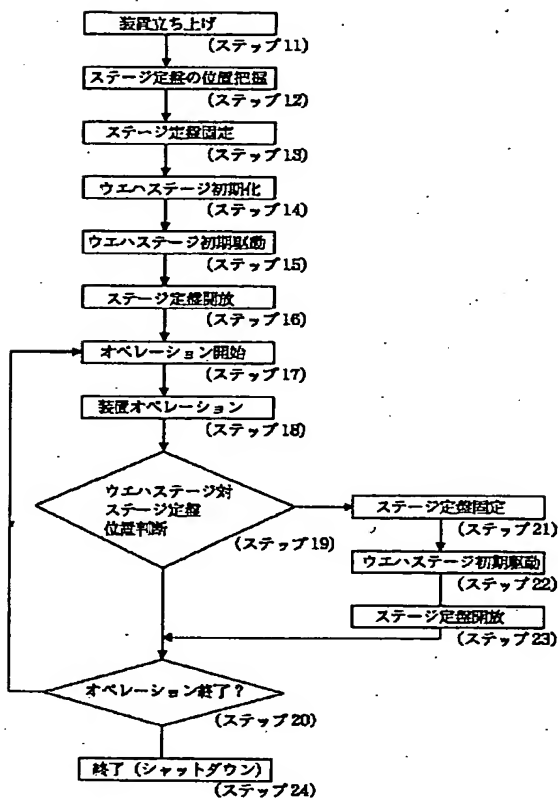 装置立ち上げ
(ステップ11)
ステージ定盤の位置把握
(ステップ12)
ステージ定盤固定
(ステップ13)
ウエハステージ初期化
(ステップ14)
ウエハステージ初期駆動
(ステップ15)
ステージ定盤開放
(ステップ16)
オペレーション開始
(ステップ17)
装置オペレーション
(ステップ18)
ウエハステージ対
ステージ定盤
位置判断
(ステップ19)
ステージ定盤固定
(ステップ21)
ウエハステージ初期駆動
(ステップ22)
ステージ定盤開放
(ステップ23)
オペレーション終了?
(ステップ20)
終了(シャットダウン)
(ステップ24)